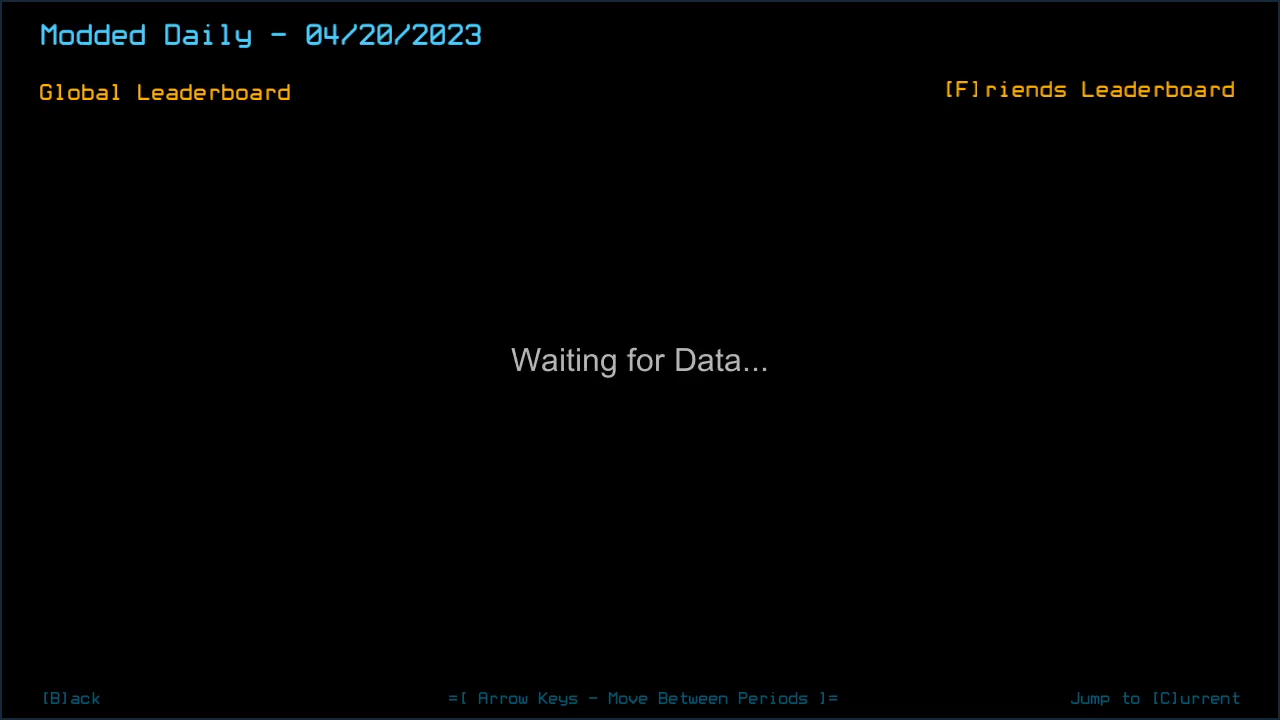 Modded Daily - 04/20/2023
Global Leaderboard
[F]riends Leaderboard
Waiting for Data...
[B]ack
=[ Arrow Keys - Move Between Periods ]=
Jump to [C]urrent